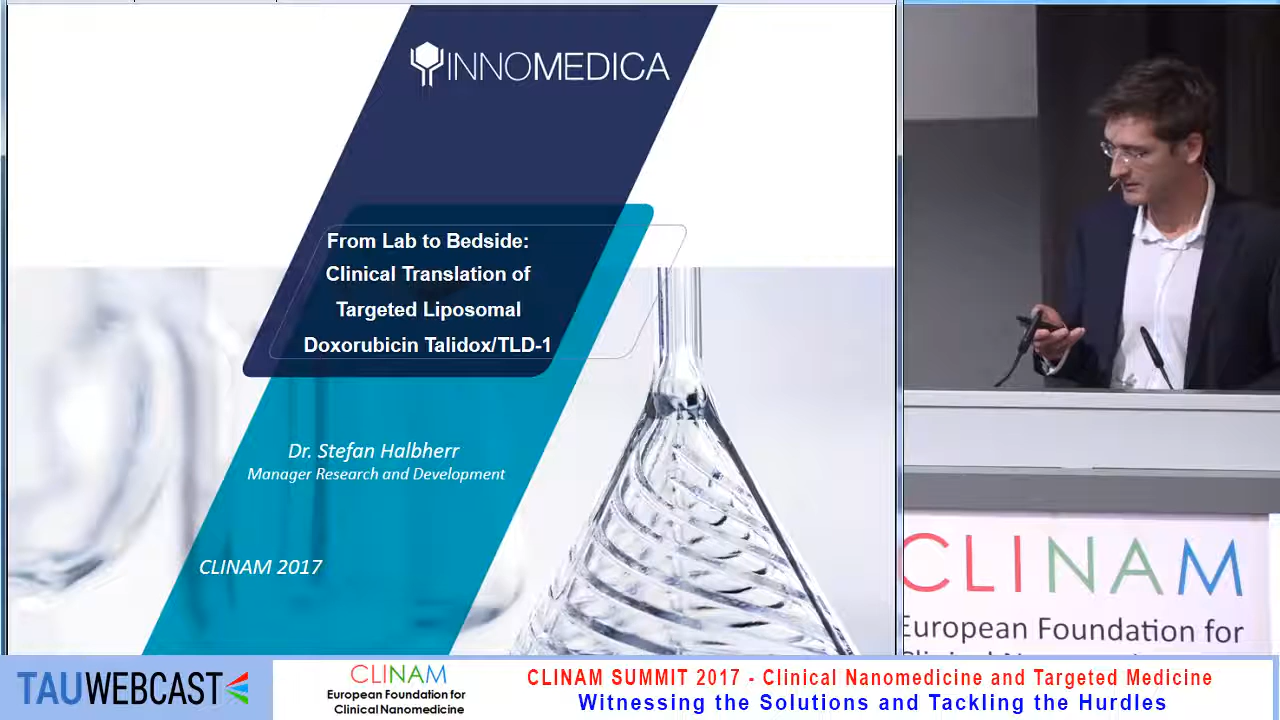 INNOMEDICA
From Lab to Bedside:
Clinical Translation of
Targeted Liposomal
Doxorubicin Talidox/TLD-1
Dr. Stefan Halbherr
Manager Research and Development
CLINAM 2017
CLINAM
European Foundation for
TAUWEBCAST
CLINAM
European Foundation for
Clinical Nanomedicine
CLINAM SUMMIT 2017 - Clinical Nanomedicine and Targeted Medicine
Witnessing the Solutions and Tackling the Hurdles